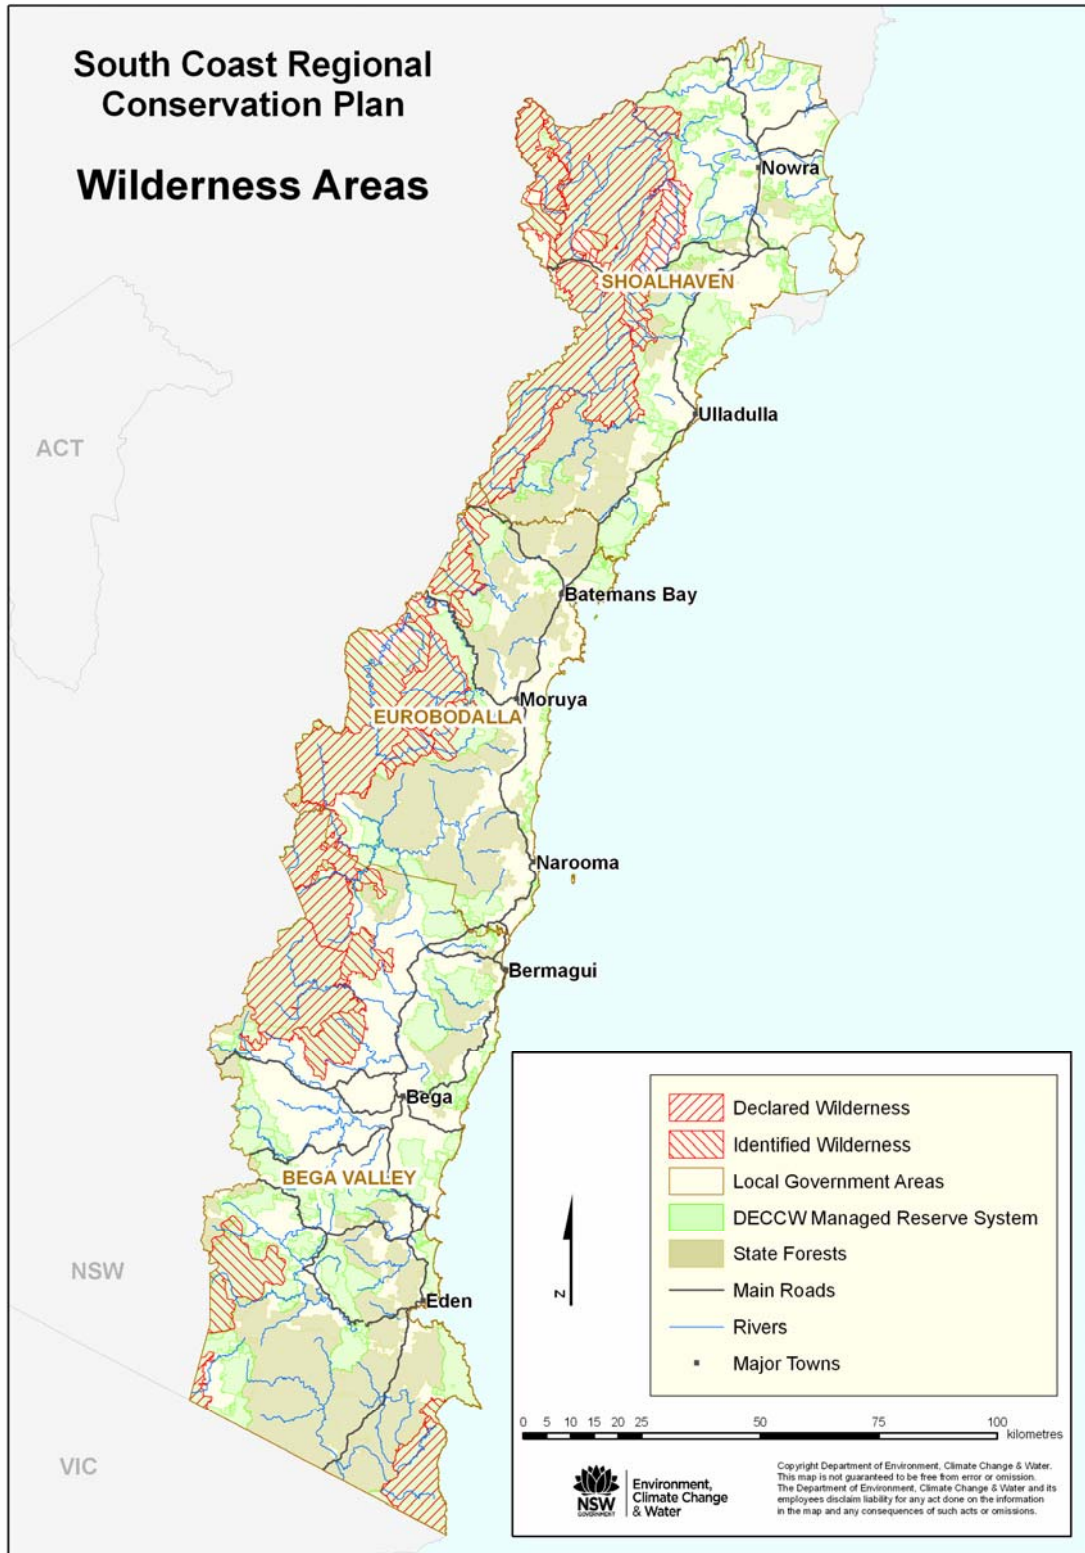 South Coast Regional
Conservation Plan
Wilderness Areas
Nowra
SHOALHAVEN
Ulladulla
ACT
Batemans Bay
Moruya
EUROBODALLA
Narooma
Bermagui
Bega
BEGA VALLEY
NSW
Eden
VIC
Declared Wilderness
Identified Wilderness
Local Government Areas
DECCW Managed Reserve System
State Forests
Main Roads
Rivers
Major Towns
N
0 5 10 15 20 25 50 75 100
kilometres
NSW
GOVERNMENT
Environment,
Climate Change
& Water
Copyright Department of Environment, Climate Change & Water.
This map is not guaranteed to be free from error or omission.
The Department of Environment, Climate Change & Water and its
employees disclaim liability for any act done on the information
in the map and any consequences of such acts or omissions.